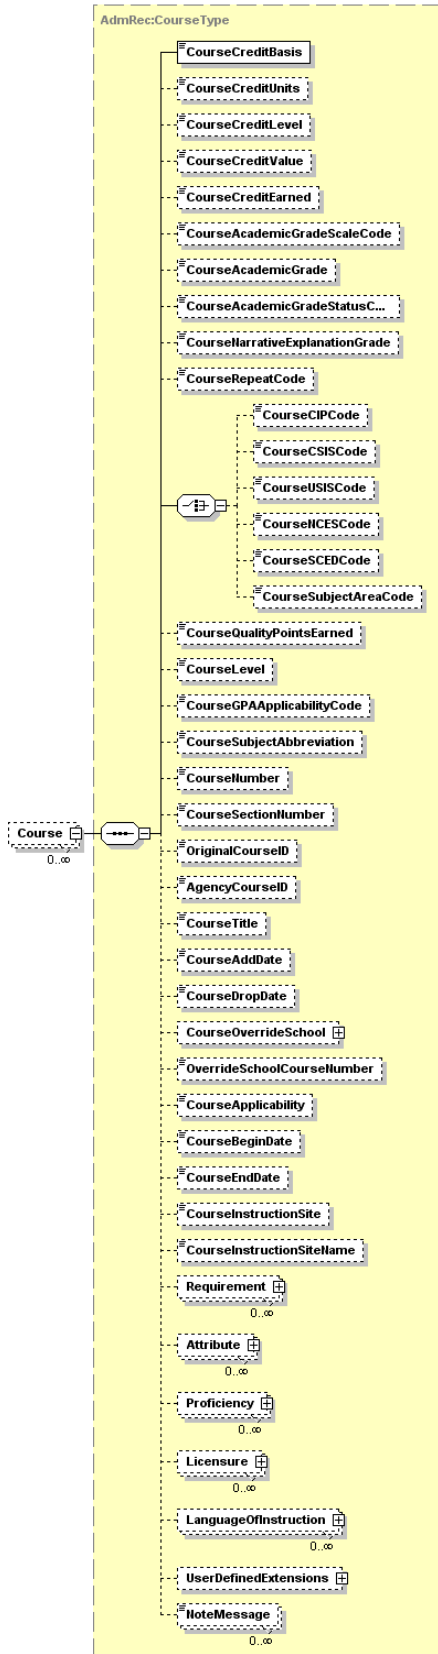 AdmRec:CourseType
CourseCreditBasis
CourseCreditUnits
CourseCreditLevel
CourseCreditValue
CourseCreditEarned
CourseAcademicGradeScaleCode
CourseAcademicGrade
CourseAcademicGradeStatusC...
CourseNarrativeExplanationGrade
CourseRepeatCode
CourseCIPCode
CourseCSISCode
CourseUSISCode
CourseNCESCode
CourseSCEDCode
CourseSubjectAreaCode
CourseQualityPointsEarned
CourseLevel
CourseGPAApplicabilityCode
CourseSubjectAbbreviation
CourseNumber
CourseSectionNumber
Course
0..∞
OriginalCourseID
AgencyCourseID
CourseTitle
CourseAddDate
CourseDropDate
CourseOverrideSchool
OverrideSchoolCourseNumber
CourseApplicability
CourseBeginDate
CourseEndDate
CourseInstructionSite
CourseInstructionSiteName
Requirement
0..∞
Attribute
0..∞
Proficiency
0..∞
Licensure
0..∞
LanguageOfInstruction
0..∞
UserDefinedExtensions
NoteMessage
0..∞